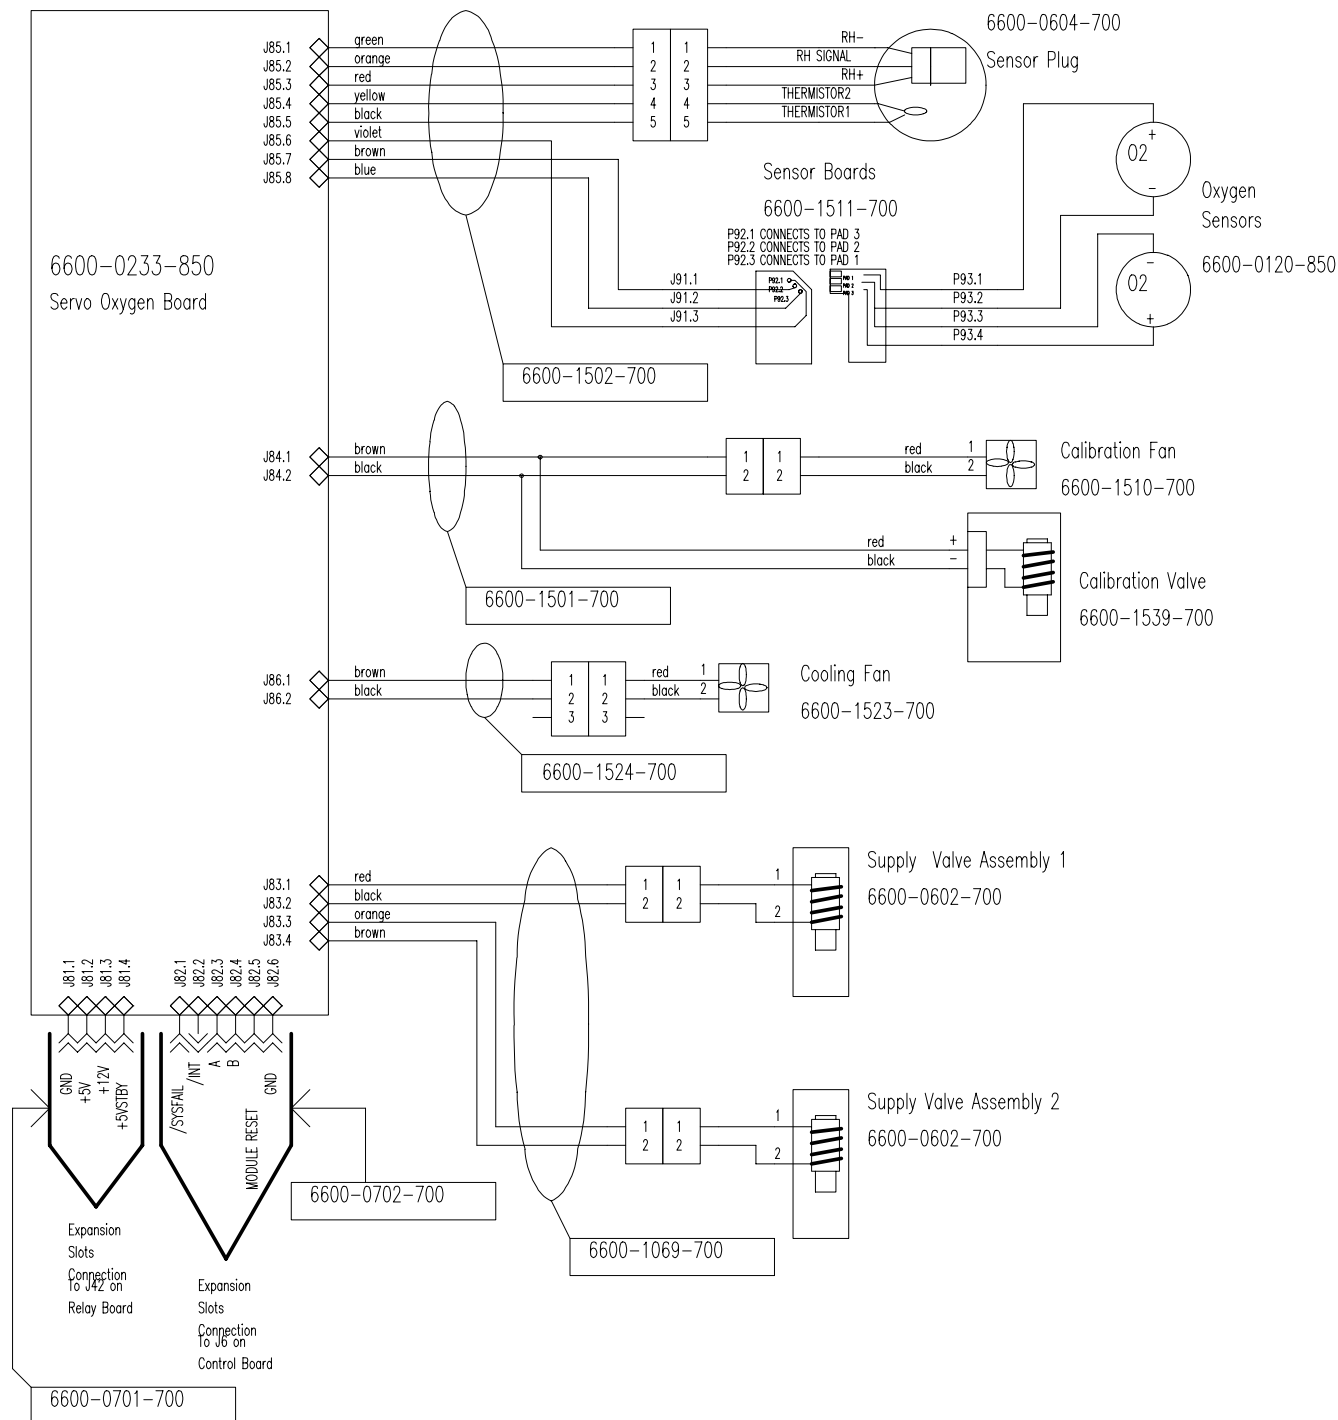 6600-0604-700
Sensor Plug
J85.1 green 1 1 RH-
J85.2 orange 2 2 RH SIGNAL
J85.3 red 3 3 RH+
J85.4 yellow 4 4 THERMISTOR2
J85.5 black 5 5 THERMISTOR1
J85.6 violet
J85.7 brown
J85.8 blue
+
O2
-
Oxygen
Sensors
6600-0120-850
-
O2
+
Sensor Boards
6600-1511-700
P92.1 CONNECTS TO PAD 3
P92.2 CONNECTS TO PAD 2
P92.3 CONNECTS TO PAD 1
J91.1 P92.1 PAD 1 P93.1
J91.2 P92.2 PAD 2 P93.2
J91.3 P92.3 PAD 3 P93.3
P93.4
6600-0233-850
Servo Oxygen Board
6600-1502-700
J84.1 brown 1 1 red 1
J84.2 black 2 2 black 2
Calibration Fan
6600-1510-700
red +
black -
Calibration Valve
6600-1539-700
6600-1501-700
J86.1 brown 1 1 red 1
J86.2 black 2 2 black 2
3 3
Cooling Fan
6600-1523-700
6600-1524-700
J83.1 red 1 1 1
J83.2 black 2 2 2
J83.3 orange
J83.4 brown
Supply Valve Assembly 1
6600-0602-700
J81.1
J81.2
J81.3
J81.4
J82.1
J82.2
J82.3
J82.4
J82.5
J82.6
GND
+5V
+12V
+5VSTBY
/SYSFAIL
/INT
A
B
MODULE RESET
GND
1 1 1
2 2 2
Supply Valve Assembly 2
6600-0602-700
6600-0702-700
6600-1069-700
Expansion
Slots
Connection
To J42 on
Relay Board
Expansion
Slots
Connection
To J6 on
Control Board
6600-0701-700